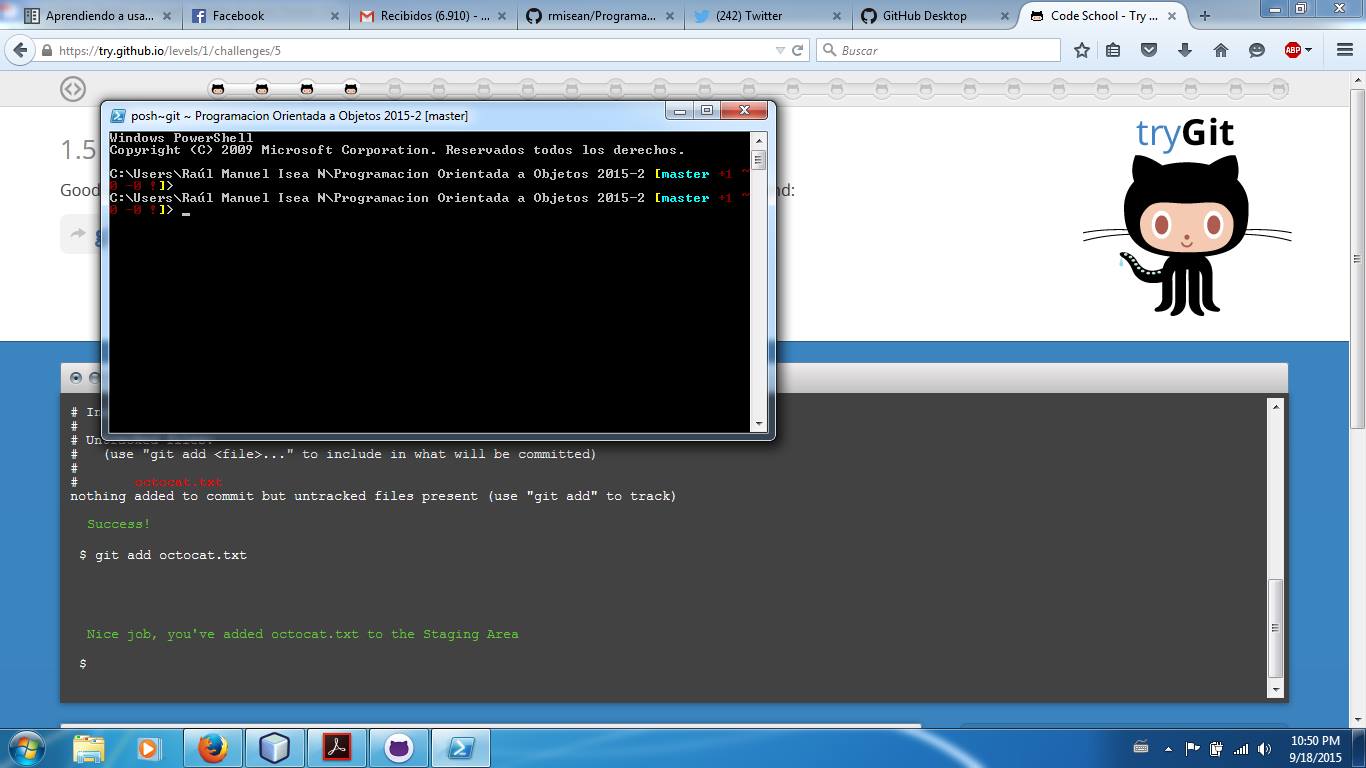 Aprendiendo a usa...
Facebook
Recibidos (6.910) - ...
rmisean/Programa...
(242) Twitter
GitHub Desktop
Code School - Try ...
https://try.github.io/levels/1/challenges/5
Buscar
ABP
posh~git ~ Programacion Orientada a Objetos 2015-2 [master]
Windows PowerShell
Copyright (C) 2009 Microsoft Corporation. Reservados todos los derechos.
C:\Users\Raúl Manuel Isea N\Programacion Orientada a Objetos 2015-2 [master +1 ~
0 -0 !]>
C:\Users\Raúl Manuel Isea N\Programacion Orientada a Objetos 2015-2 [master +1 ~
0 -0 !]> _
1.5
Good
nd:
tryGit
# In
#
#
# (use "git add <file>..." to include in what will be committed)
#
# octocat.txt
nothing added to commit but untracked files present (use "git add" to track)
Success!
$ git add octocat.txt
Nice job, you've added octocat.txt to the Staging Area
$
10:50 PM
9/18/2015